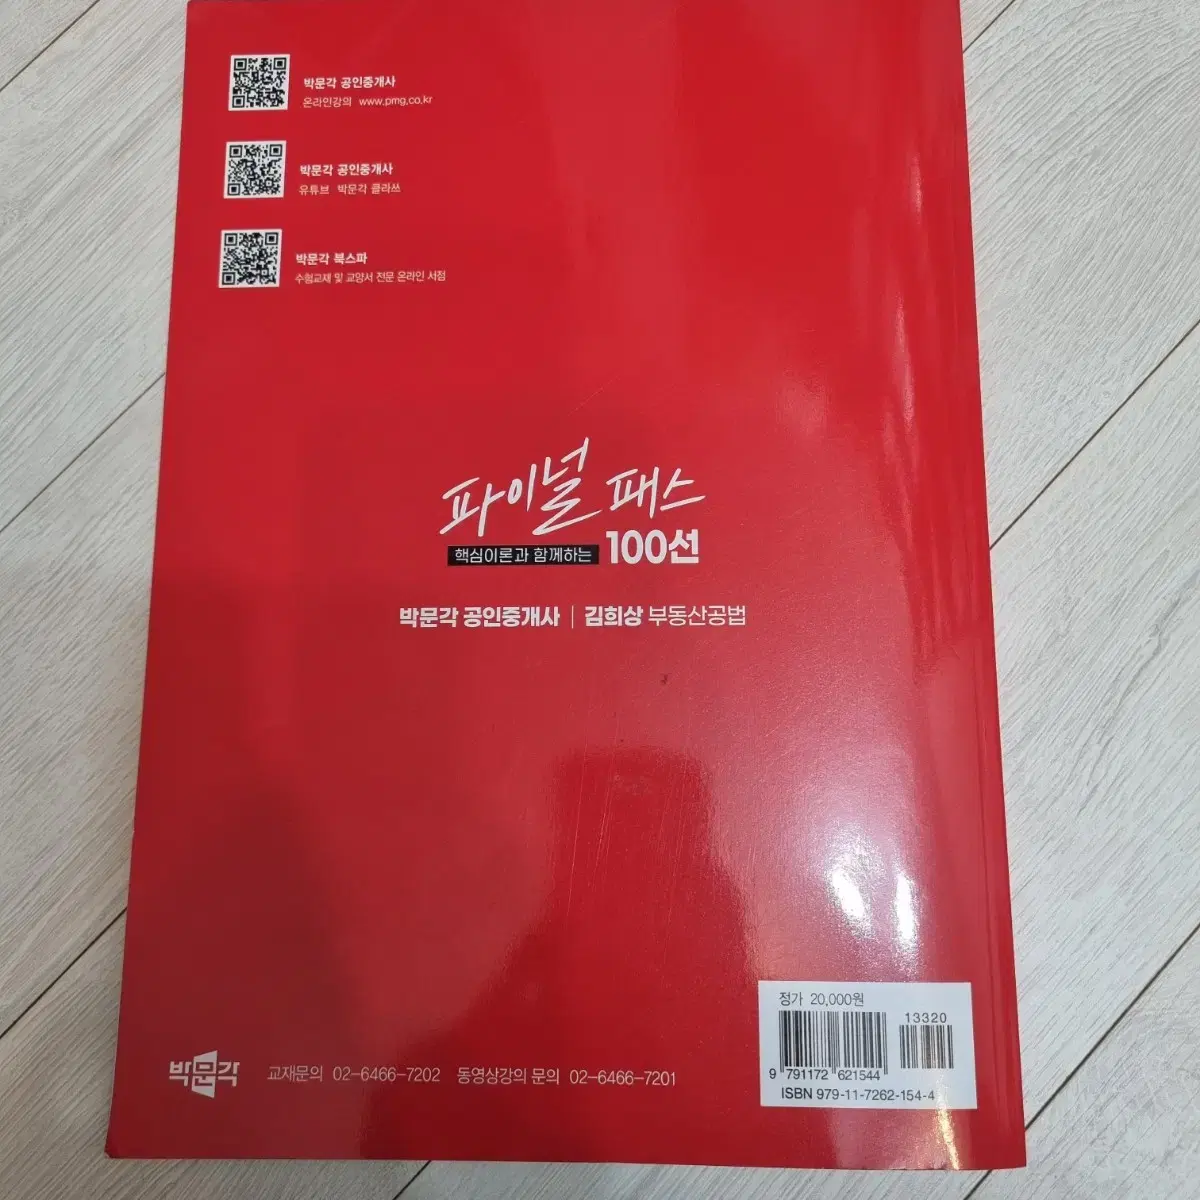 박문각 공인중개사
온라인강의 www.pmg.co.kr
박문각 공인중개사
유튜브 박문각 클라쓰
박문각 북스파
수험교재 및 교양서 전문 온라인 서점
파이널 패스
핵심이론과 함께하는 100선
박문각 공인중개사 | 김희상 부동산공법
정가 20,000원
13320
9 791172 621544
ISBN 979-11-7262-154-4
박문각 교재문의 02-6466-7202 동영상강의 문의 02-6466-7201